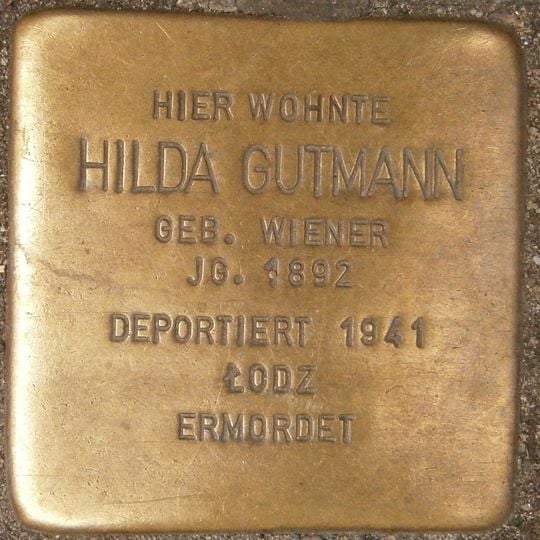 HIER WOHNTE
HILDA GUTMANN
GEB. WIENER
JG. 1892
DEPORTIERT 1941
ŁODZ
ERMORDET